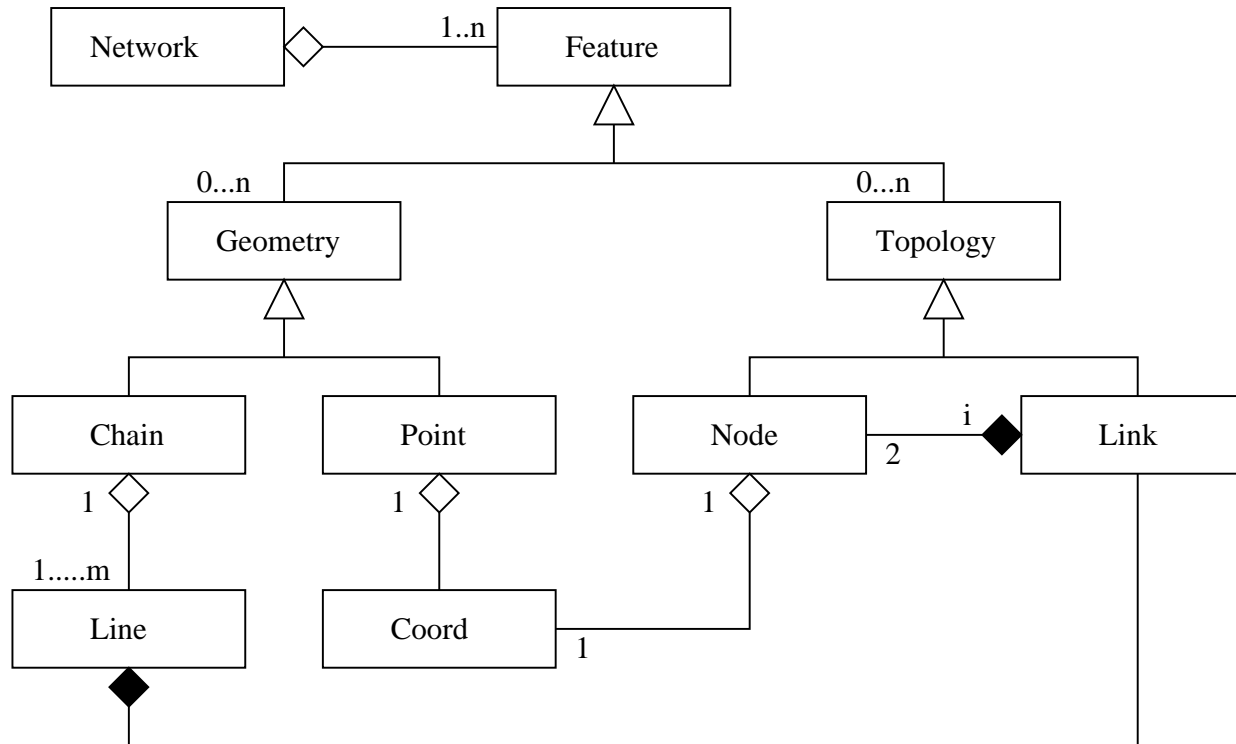 1..n
Network
Feature
0...n
0...n
Geometry
Topology
Chain
Point
Node
i
2
Link
1
1
1
1.....m
Line
Coord
1